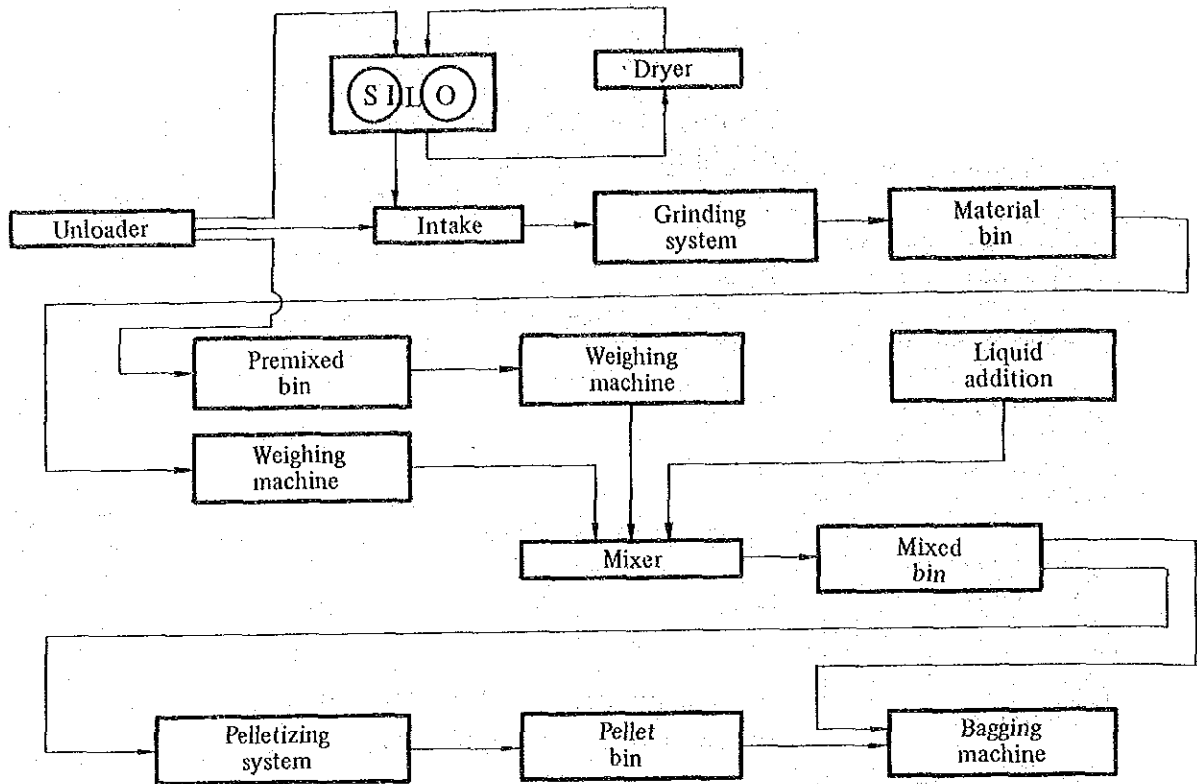 SILO
Dryer
Unloader
Intake
Grinding
system
Material
bin
Premixed
bin
Weighing
machine
Liquid
addition
Weighing
machine
Mixer
Mixed
bin
Pelletizing
system
Pellet
bin
Bagging
machine